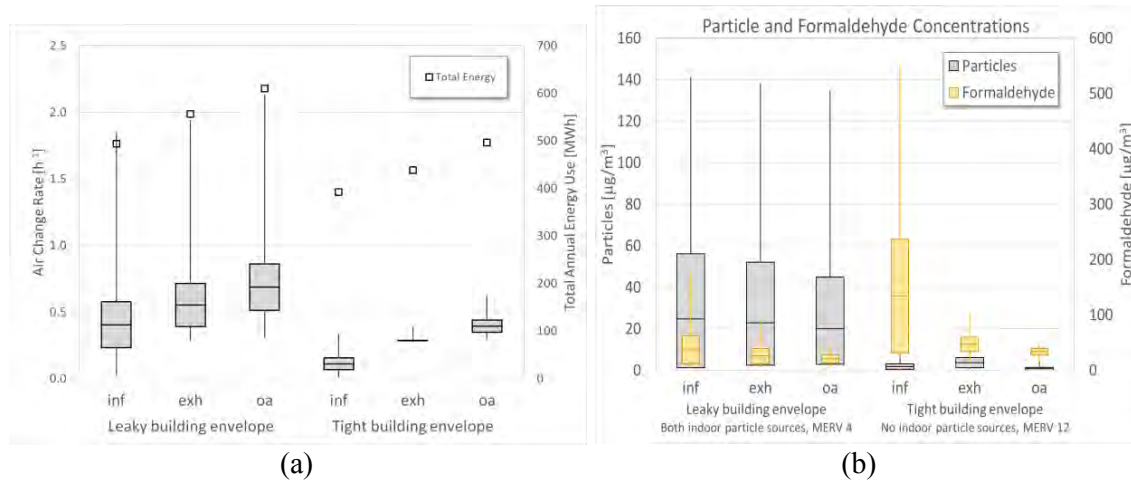 2.5
2.0
1.5
1.0
0.5
0.0
Air Change Rate [h⁻¹]
700
600
500
400
300
200
100
0
Total Annual Energy Use [MWh]
Total Energy
inf exh oa inf exh oa
Leaky building envelope Tight building envelope
(a)
Particle and Formaldehyde Concentrations
160
140
120
100
80
60
40
20
0
Particles [µg/m³]
600
500
400
300
200
100
0
Formaldehyde [µg/m³]
Particles
Formaldehyde
inf exh oa inf exh oa
Leaky building envelope Tight building envelope
Both indoor particle sources, MERV 4 No indoor particle sources, MERV 12
(b)